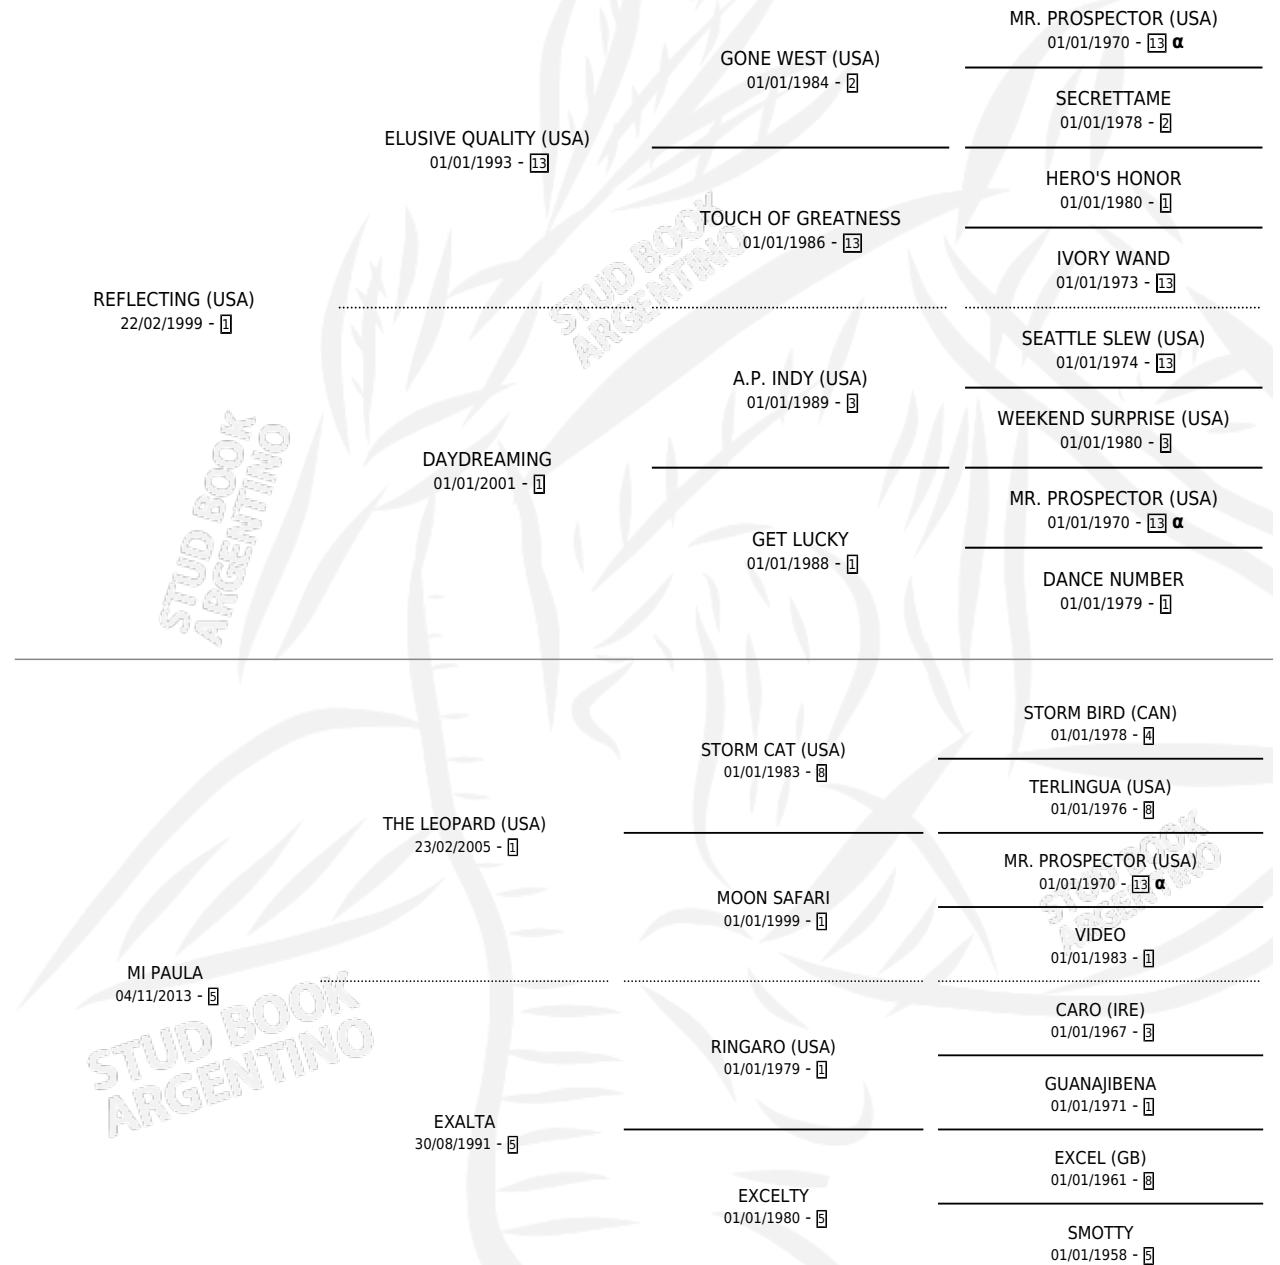 MR. PROSPECTOR (USA)
01/01/1970 - 13 α
GONE WEST (USA)
01/01/1984 - 2
SECRETTAME
01/01/1978 - 2
ELUSIVE QUALITY (USA)
01/01/1993 - 13
HERO'S HONOR
01/01/1980 - 1
TOUCH OF GREATNESS
01/01/1986 - 13
IVORY WAND
01/01/1973 - 13
REFLECTING (USA)
22/02/1999 - 1
SEATTLE SLEW (USA)
01/01/1974 - 13
A.P. INDY (USA)
01/01/1989 - 3
WEEKEND SURPRISE (USA)
01/01/1980 - 3
DAYDREAMING
01/01/2001 - 1
MR. PROSPECTOR (USA)
01/01/1970 - 13 α
GET LUCKY
01/01/1988 - 1
DANCE NUMBER
01/01/1979 - 1
STORM BIRD (CAN)
01/01/1978 - 4
STORM CAT (USA)
01/01/1983 - 8
TERLINGUA (USA)
01/01/1976 - 8
THE LEOPARD (USA)
23/02/2005 - 1
MR. PROSPECTOR (USA)
01/01/1970 - 13 α
MOON SAFARI
01/01/1999 - 1
VIDEO
01/01/1983 - 1
MI PAULA
04/11/2013 - 5
CARO (IRE)
01/01/1967 - 3
RINGARO (USA)
01/01/1979 - 1
GUANAJIBENA
01/01/1971 - 1
EXALTA
30/08/1991 - 5
EXCEL (GB)
01/01/1961 - 8
EXCELTY
01/01/1980 - 5
SMOTTY
01/01/1958 - 5
STUD BOOK
ARGENTINO
STUD BOOK
ARGENTINO
STUD BOOK
ARGENTINO
STUD BOOK
ARGENTINO